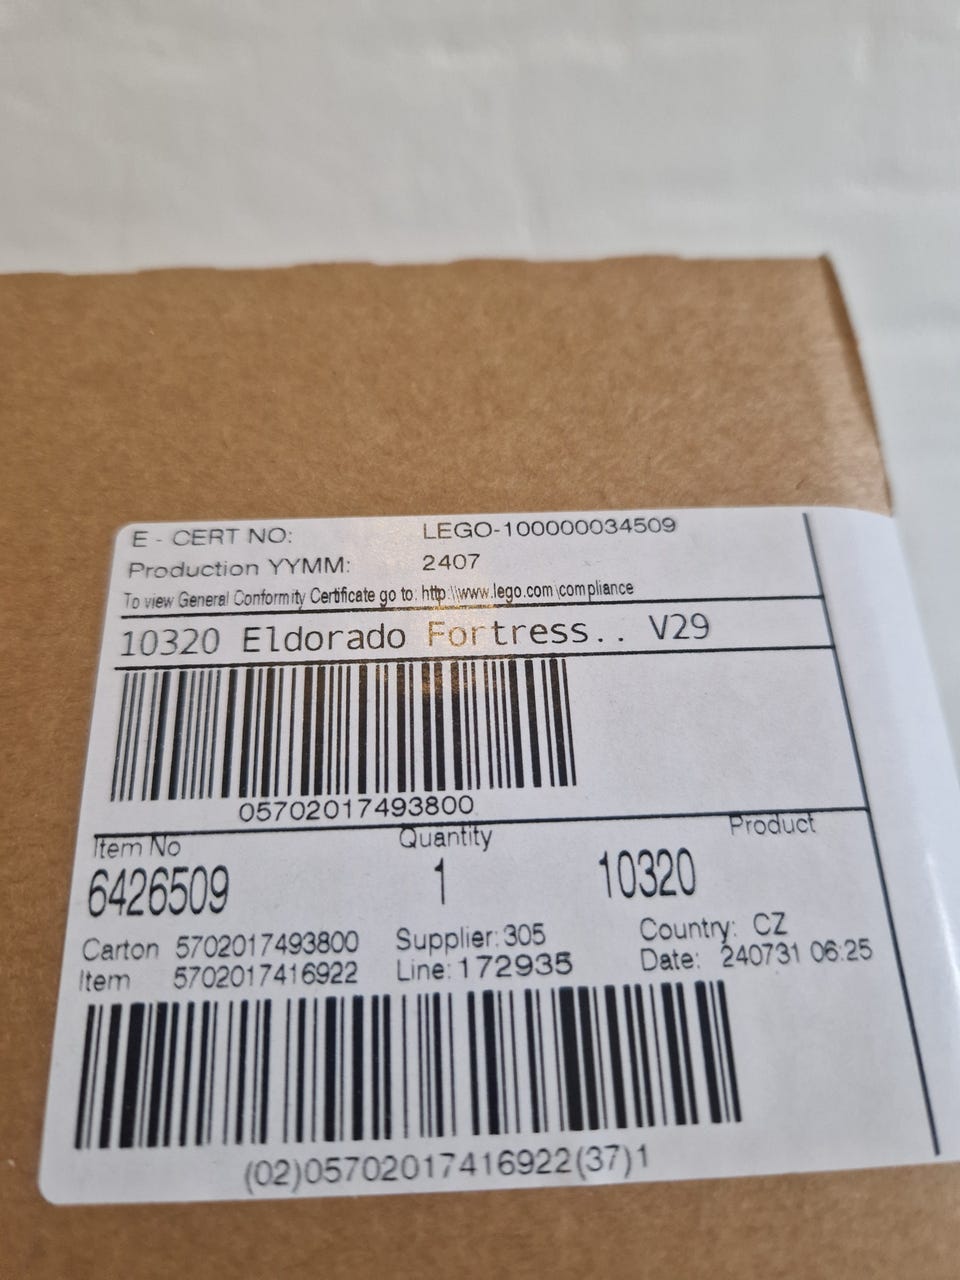 E - CERT NO: LEGO-100000034509
Production YYMM: 2407
To view General Conformity Certificate go to: http:\\www.lego.com\compliance
10320 Eldorado Fortress.. V29
05702017493800
Item No Quantity Product
6426509 1 10320
Carton 5702017493800 Supplier: 305 Country: CZ
Item 5702017416922 Line: 172935 Date: 240731 06:25
(02)05702017416922(37)1